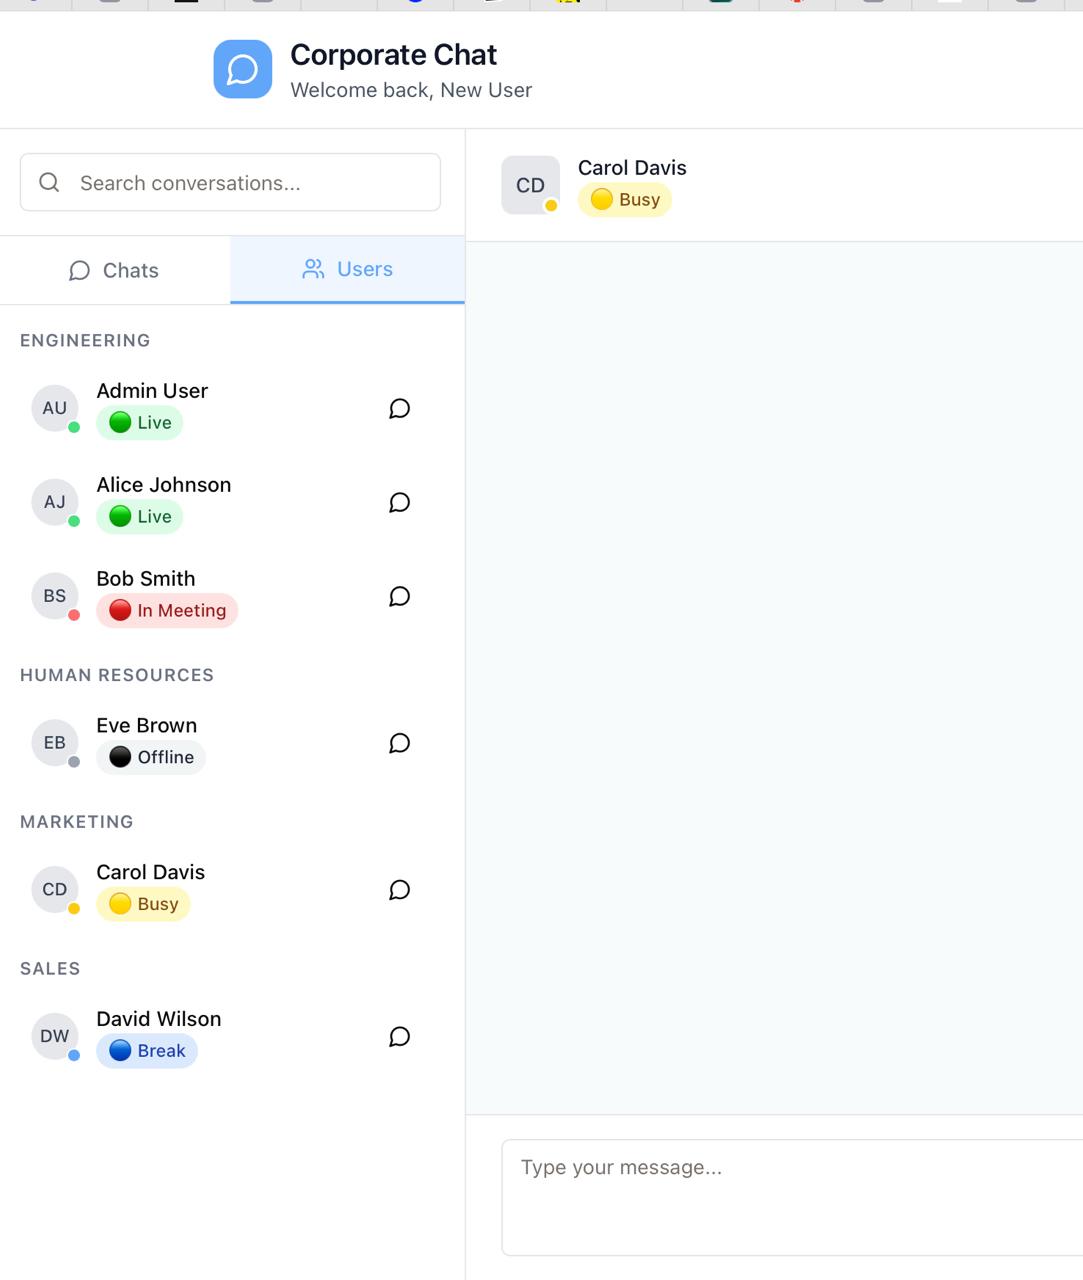 Corporate Chat
Welcome back, New User
Search conversations...
Chats
Users
ENGINEERING
AU
Admin User
Live
AJ
Alice Johnson
Live
BS
Bob Smith
In Meeting
HUMAN RESOURCES
EB
Eve Brown
Offline
MARKETING
CD
Carol Davis
Busy
SALES
DW
David Wilson
Break
CD
Carol Davis
Busy
Type your message...